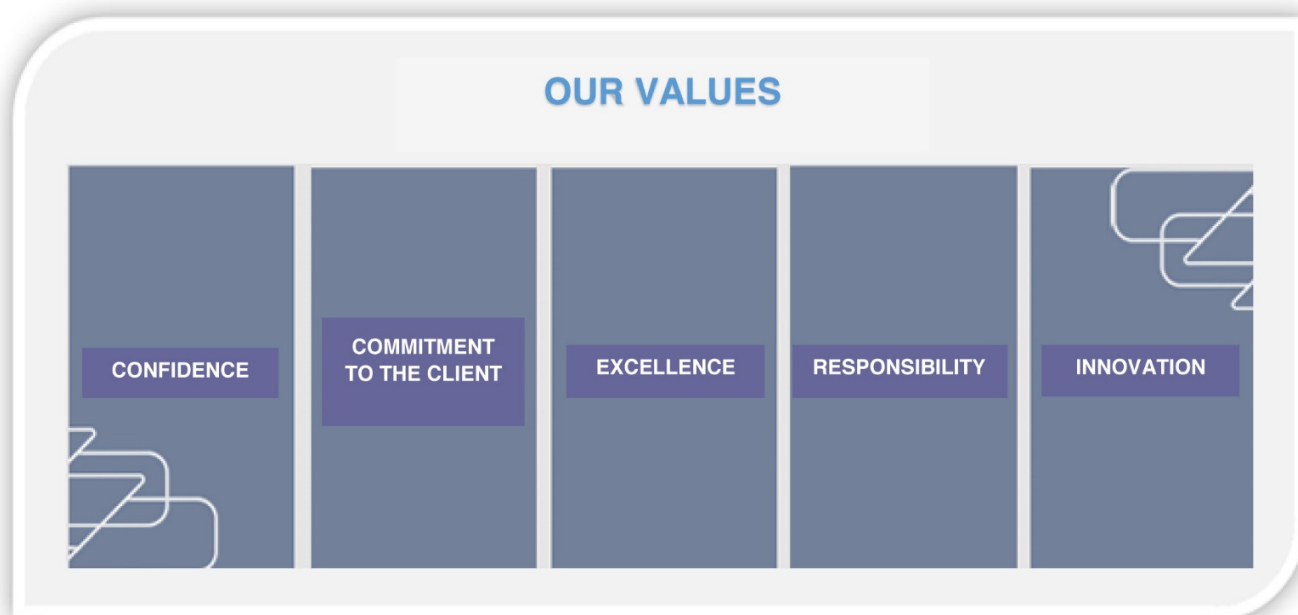 OUR VALUES
CONFIDENCE
COMMITMENT
TO THE CLIENT
EXCELLENCE
RESPONSIBILITY
INNOVATION